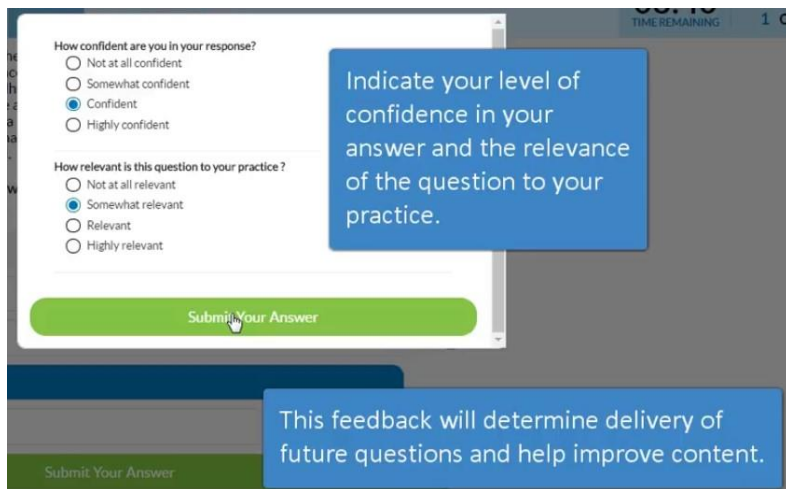 TIME REMAINING
1
How confident are you in your response?
Not at all confident
Somewhat confident
Confident
Highly confident
How relevant is this question to your practice ?
Not at all relevant
Somewhat relevant
Relevant
Highly relevant
Submit Your Answer
Indicate your level of
confidence in your
answer and the relevance
of the question to your
practice.
This feedback will determine delivery of
future questions and help improve content.
Submit Your Answer